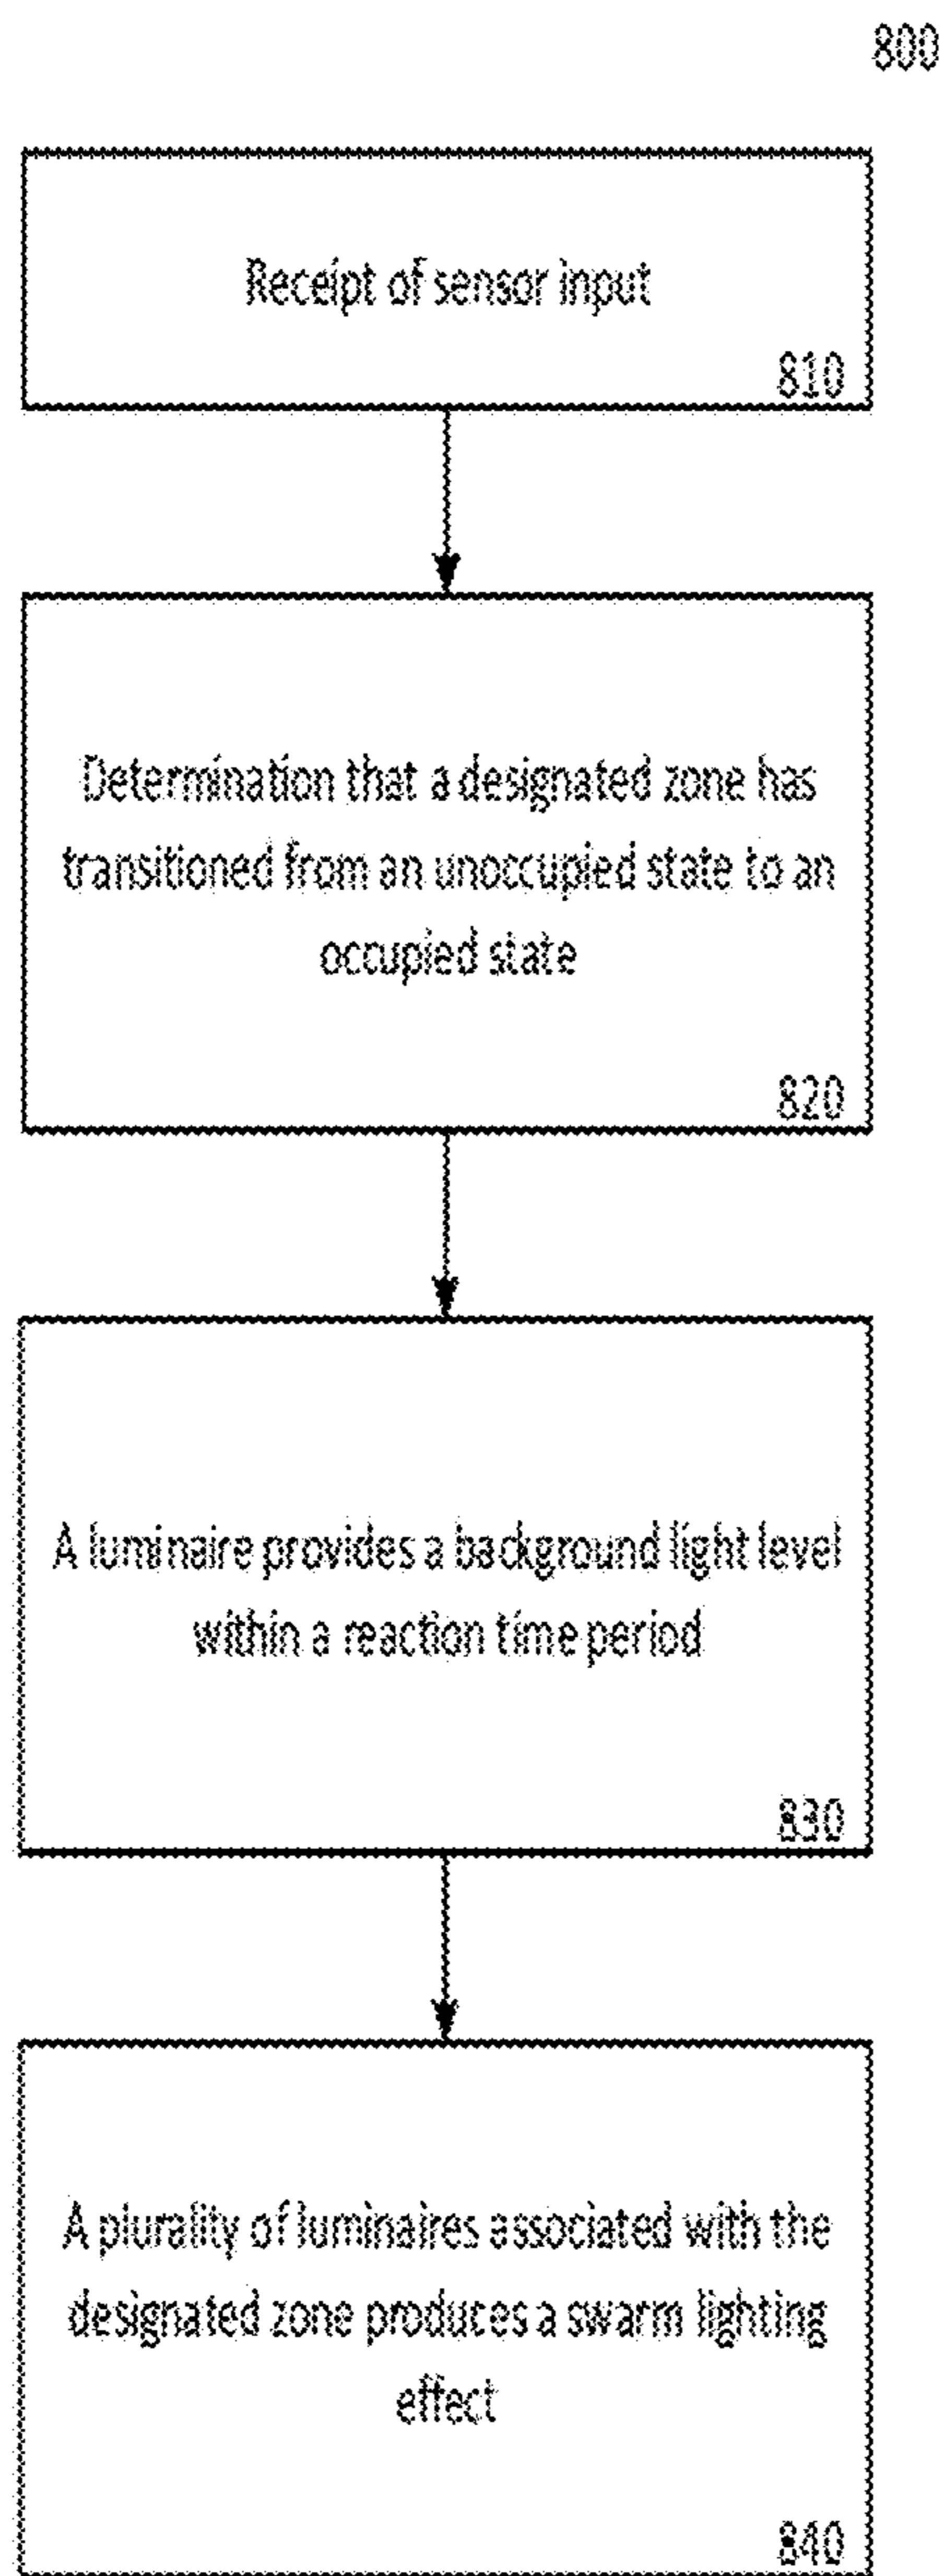 800
Receipt of sensor input
810
Determination that a designated zone has
transitioned from an unoccupied state to an
occupied state
820
A luminaire provides a background light level
within a reaction time period
830
A plurality of luminaires associated with the
designated zone produces a swarm lighting
effect
840